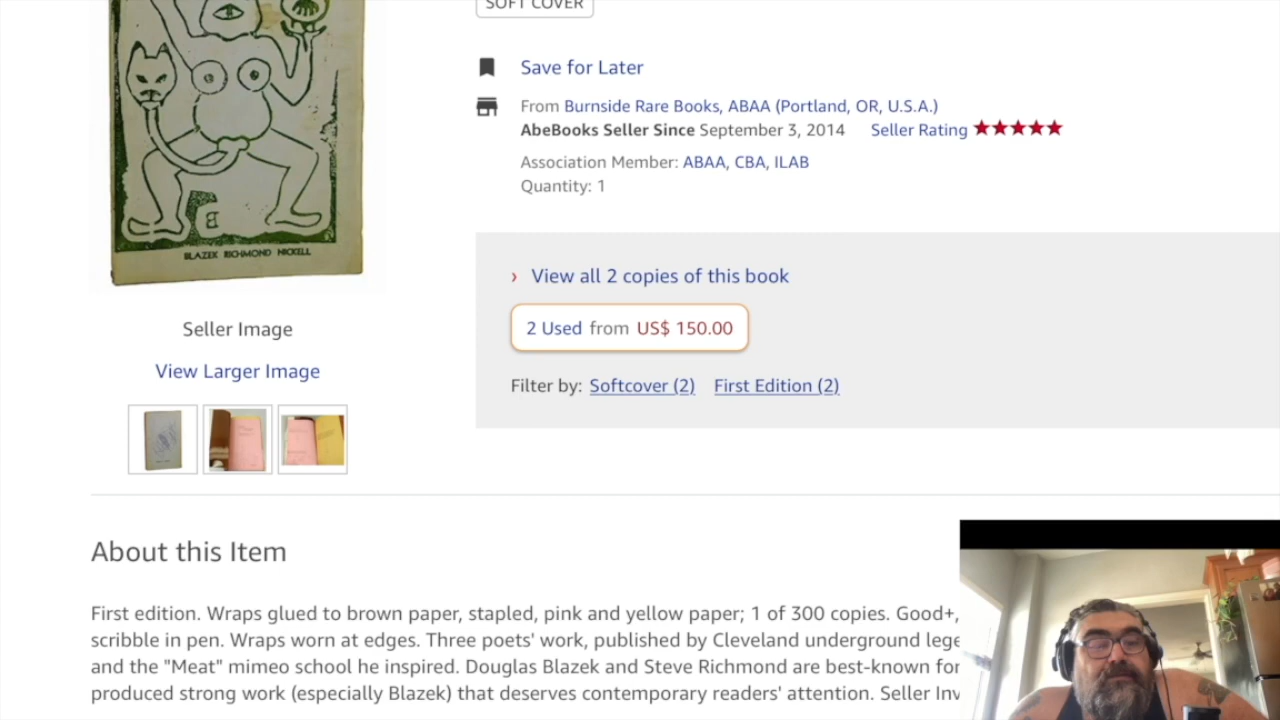 SOFT COVER
Save for Later
From Burnside Rare Books, ABAA (Portland, OR, U.S.A.)
AbeBooks Seller Since September 3, 2014 Seller Rating
Association Member: ABAA, CBA, ILAB
Quantity: 1
BLAZEK RICHMOND NICKELL
› View all 2 copies of this book
2 Used from US$ 150.00
Seller Image
View Larger Image
Filter by: Softcover (2) First Edition (2)
About this Item
First edition. Wraps glued to brown paper, stapled, pink and yellow paper; 1 of 300 copies. Good+,
scribble in pen. Wraps worn at edges. Three poets' work, published by Cleveland underground lege
and the "Meat" mimeo school he inspired. Douglas Blazek and Steve Richmond are best-known for
produced strong work (especially Blazek) that deserves contemporary readers' attention. Seller Inv